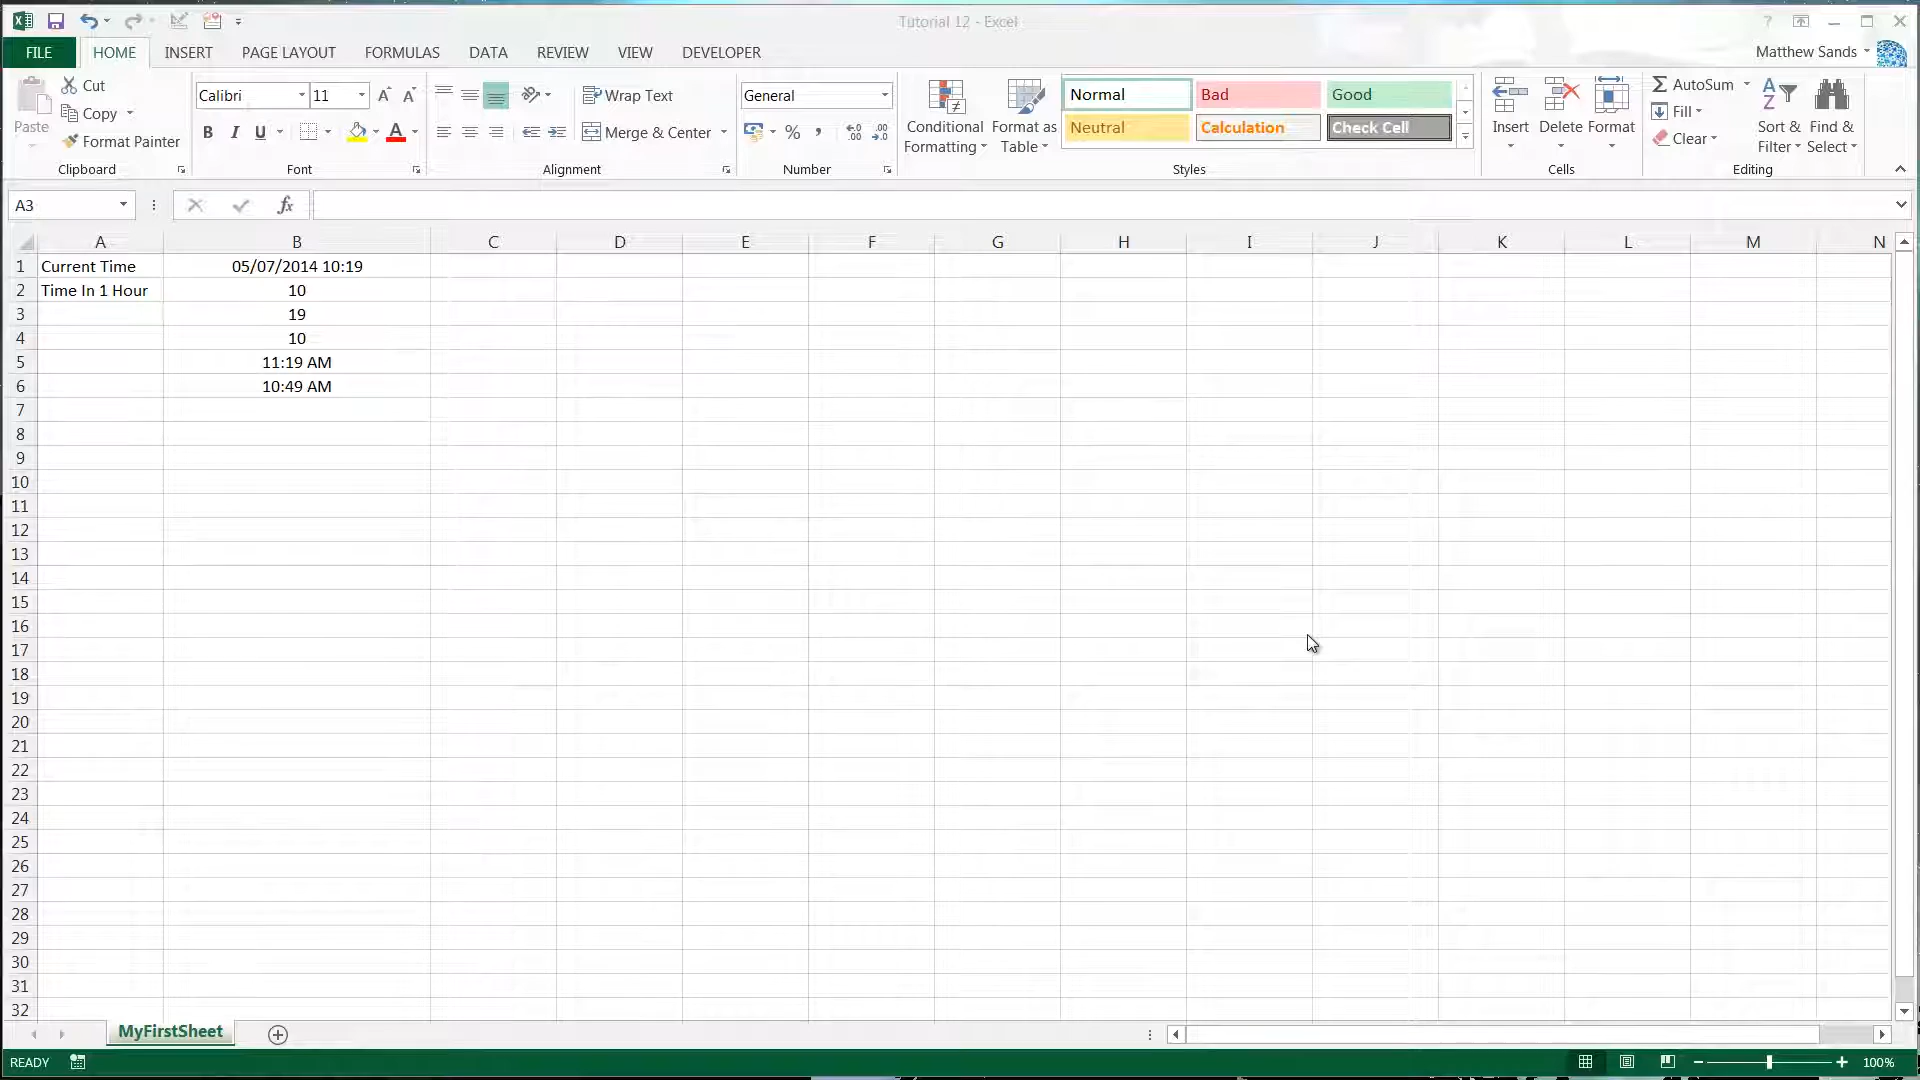 Tutorial 12 - Excel
?
FILE HOME INSERT PAGE LAYOUT FORMULAS DATA REVIEW VIEW DEVELOPER Matthew Sands
Paste
Cut
Copy
Format Painter
Clipboard
Calibri 11
B I U
Font
Wrap Text
Merge & Center
Alignment
General
%
Number
Conditional Formatting
Format as Table
Normal Bad Good
Neutral Calculation Check Cell
Styles
Insert Delete Format
Cells
AutoSum
Fill
Clear
Sort & Filter
Find & Select
Editing
A3 fx
A B C D E F G H I J K L M N
1 Current Time 05/07/2014 10:19
2 Time In 1 Hour 10
3 19
4 10
5 11:19 AM
6 10:49 AM
7
8
9
10
11
12
13
14
15
16
17
18
19
20
21
22
23
24
25
26
27
28
29
30
31
32
MyFirstSheet
READY 100%